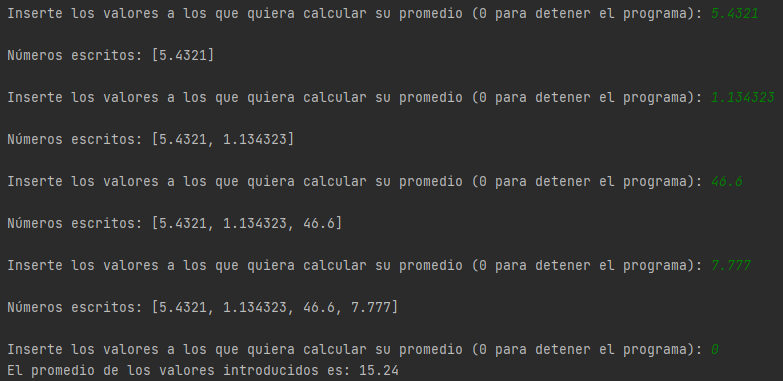 Inserte los valores a los que quiera calcular su promedio (0 para detener el programa): 5.4321
Números escritos: [5.4321]
Inserte los valores a los que quiera calcular su promedio (0 para detener el programa): 1.134323
Números escritos: [5.4321, 1.134323]
Inserte los valores a los que quiera calcular su promedio (0 para detener el programa): 46.6
Números escritos: [5.4321, 1.134323, 46.6]
Inserte los valores a los que quiera calcular su promedio (0 para detener el programa): 7.777
Números escritos: [5.4321, 1.134323, 46.6, 7.777]
Inserte los valores a los que quiera calcular su promedio (0 para detener el programa): 0
El promedio de los valores introducidos es: 15.24